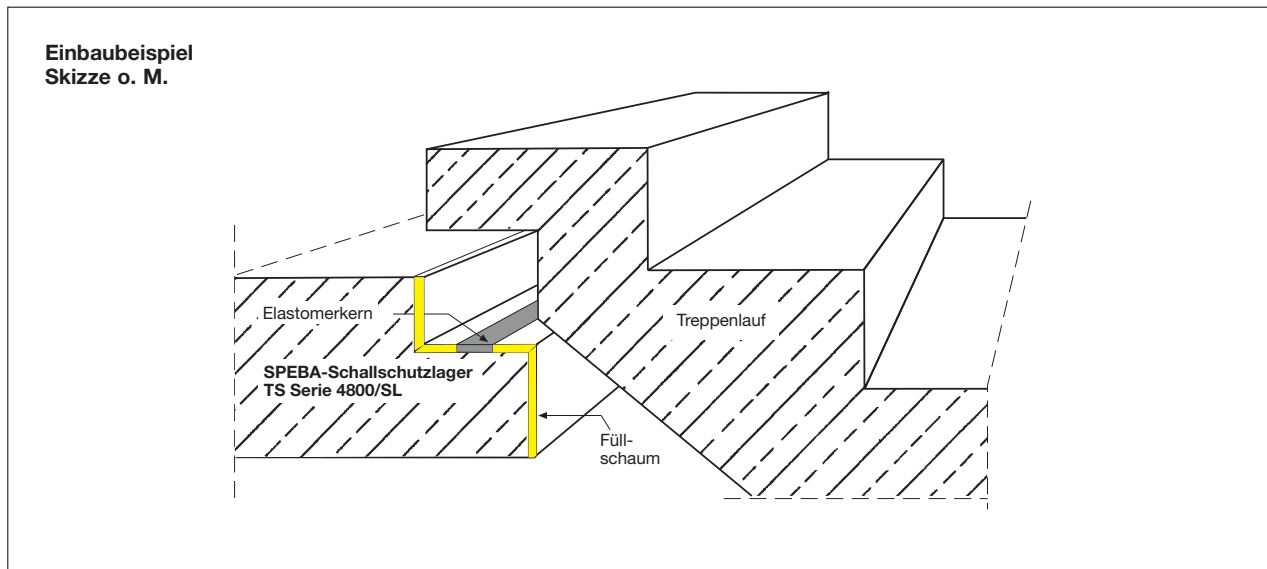 Einbaubeispiel
Skizze o. M.
Elastomerkern
Treppenlauf
SPEBA-Schallschutzlager
TS Serie 4800/SL
Füll-
schaum